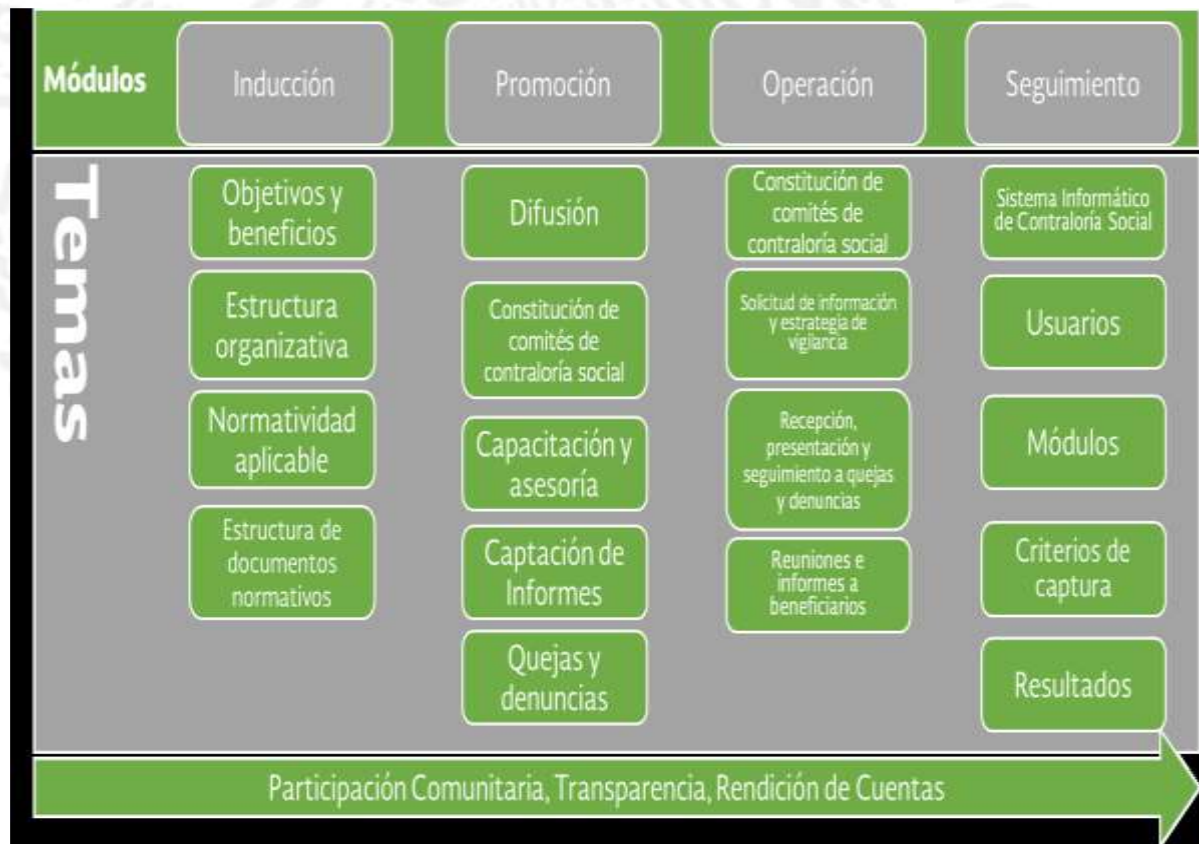 Módulos
Inducción
Promoción
Operación
Seguimiento
Temas
Objetivos y
beneficios
Estructura
organizativa
Normatividad
aplicable
Estructura de
documentos
normativos
Difusión
Constitución de
comités de
contraloría social
Capacitación y
asesoría
Captación de
Informes
Quejas y
denuncias
Constitución de
comités de
contraloría social
Solicitud de información
y estrategia de
vigilancia
Recepción,
presentación y
seguimiento a quejas
y denuncias
Reuniones e
informes a
beneficiarios
Sistema Informático
de Contraloría Social
Usuarios
Módulos
Criterios de
captura
Resultados
Participación Comunitaria, Transparencia, Rendición de Cuentas